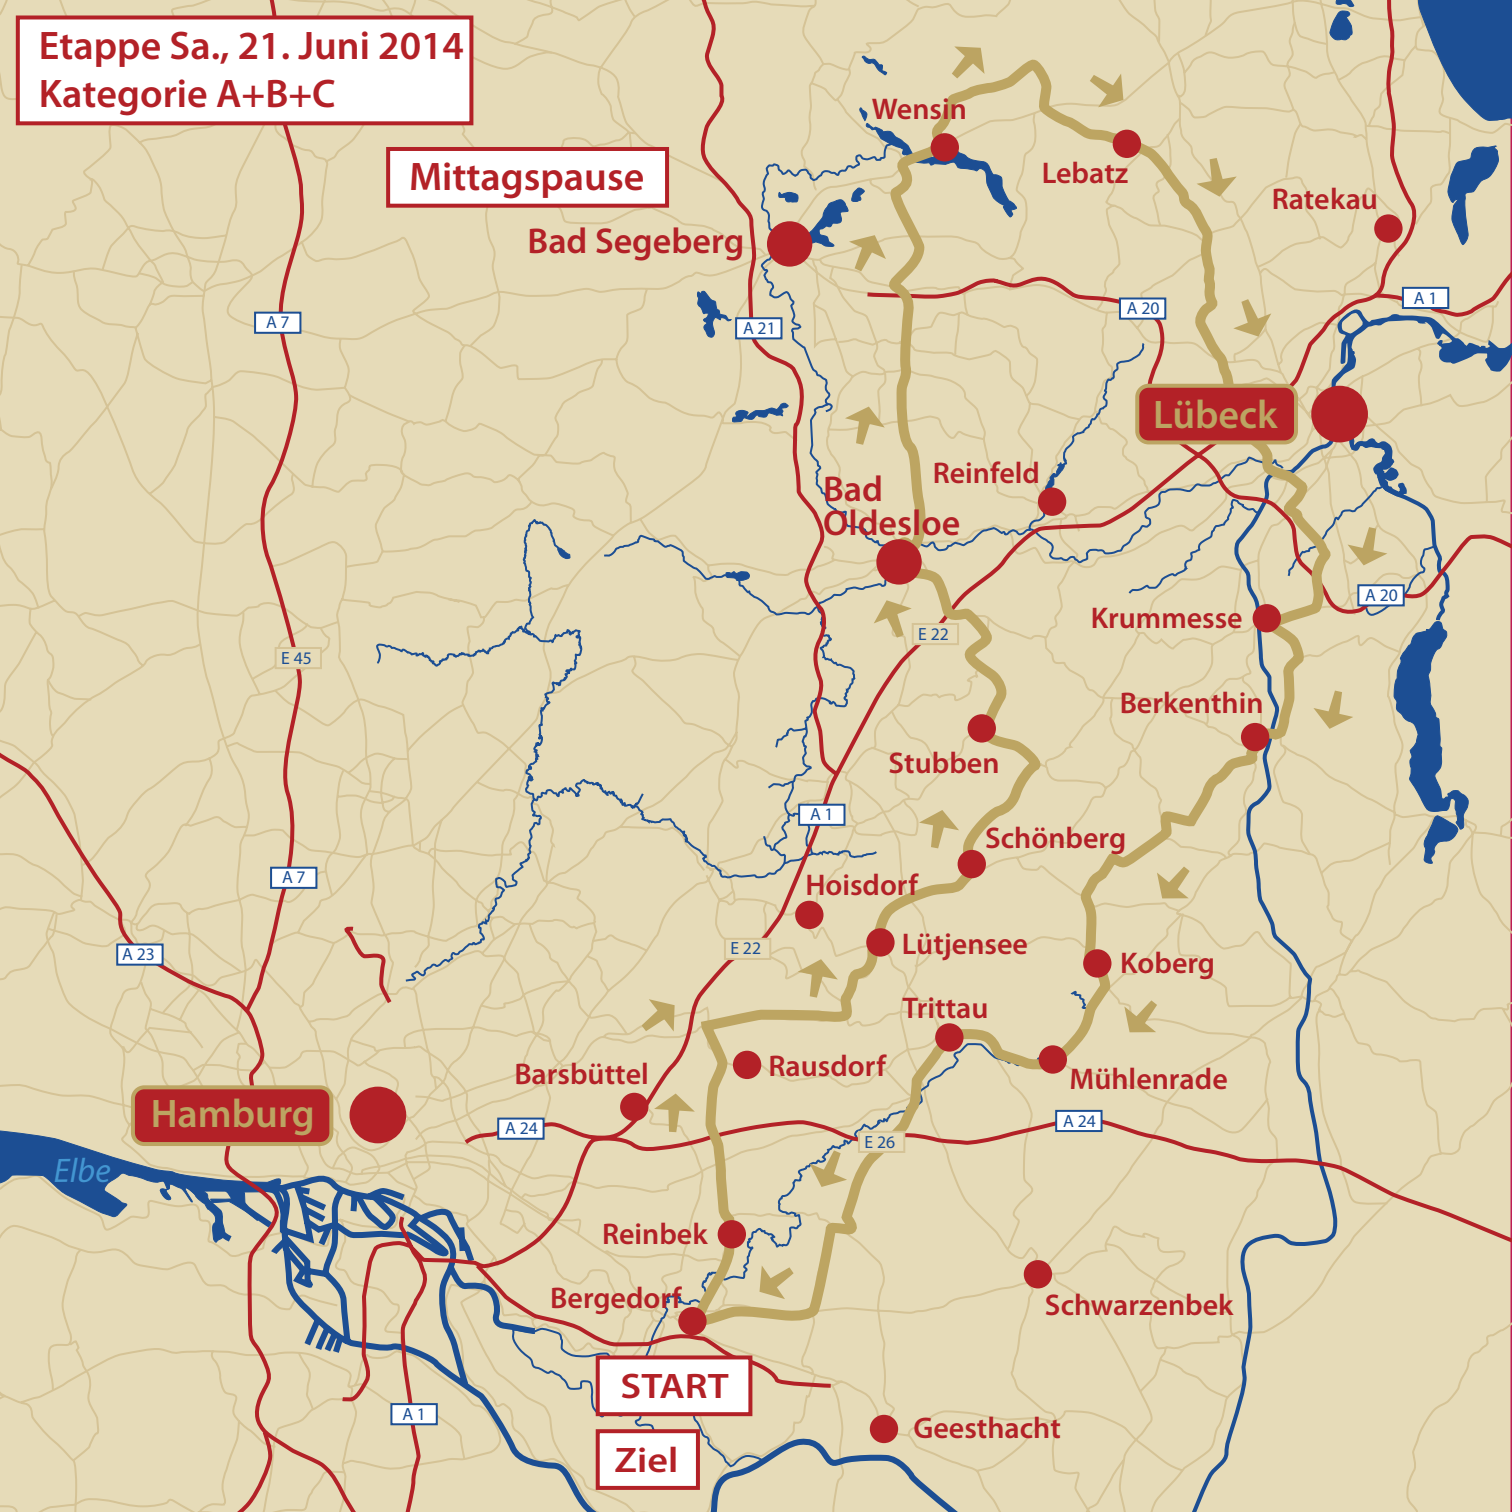 Etappe Sa., 21. Juni 2014
Kategorie A+B+C
Mittagspause
Wensin
Lebatz
Ratekau
Bad Segeberg
A 7
A 21
A 20
A 1
Lübeck
Reinfeld
Bad
Oldesloe
A 20
Krummesse
E 22
E 45
Berkenthin
Stubben
A 1
Schönberg
A 7
Hoisdorf
Lütjensee
E 22
A 23
Koberg
Trittau
Rausdorf
Barsbüttel
Mühlenrade
Hamburg
A 24
A 24
E 26
Elbe
Reinbek
Schwarzenbek
Bergedorf
START
A 1
Geesthacht
Ziel